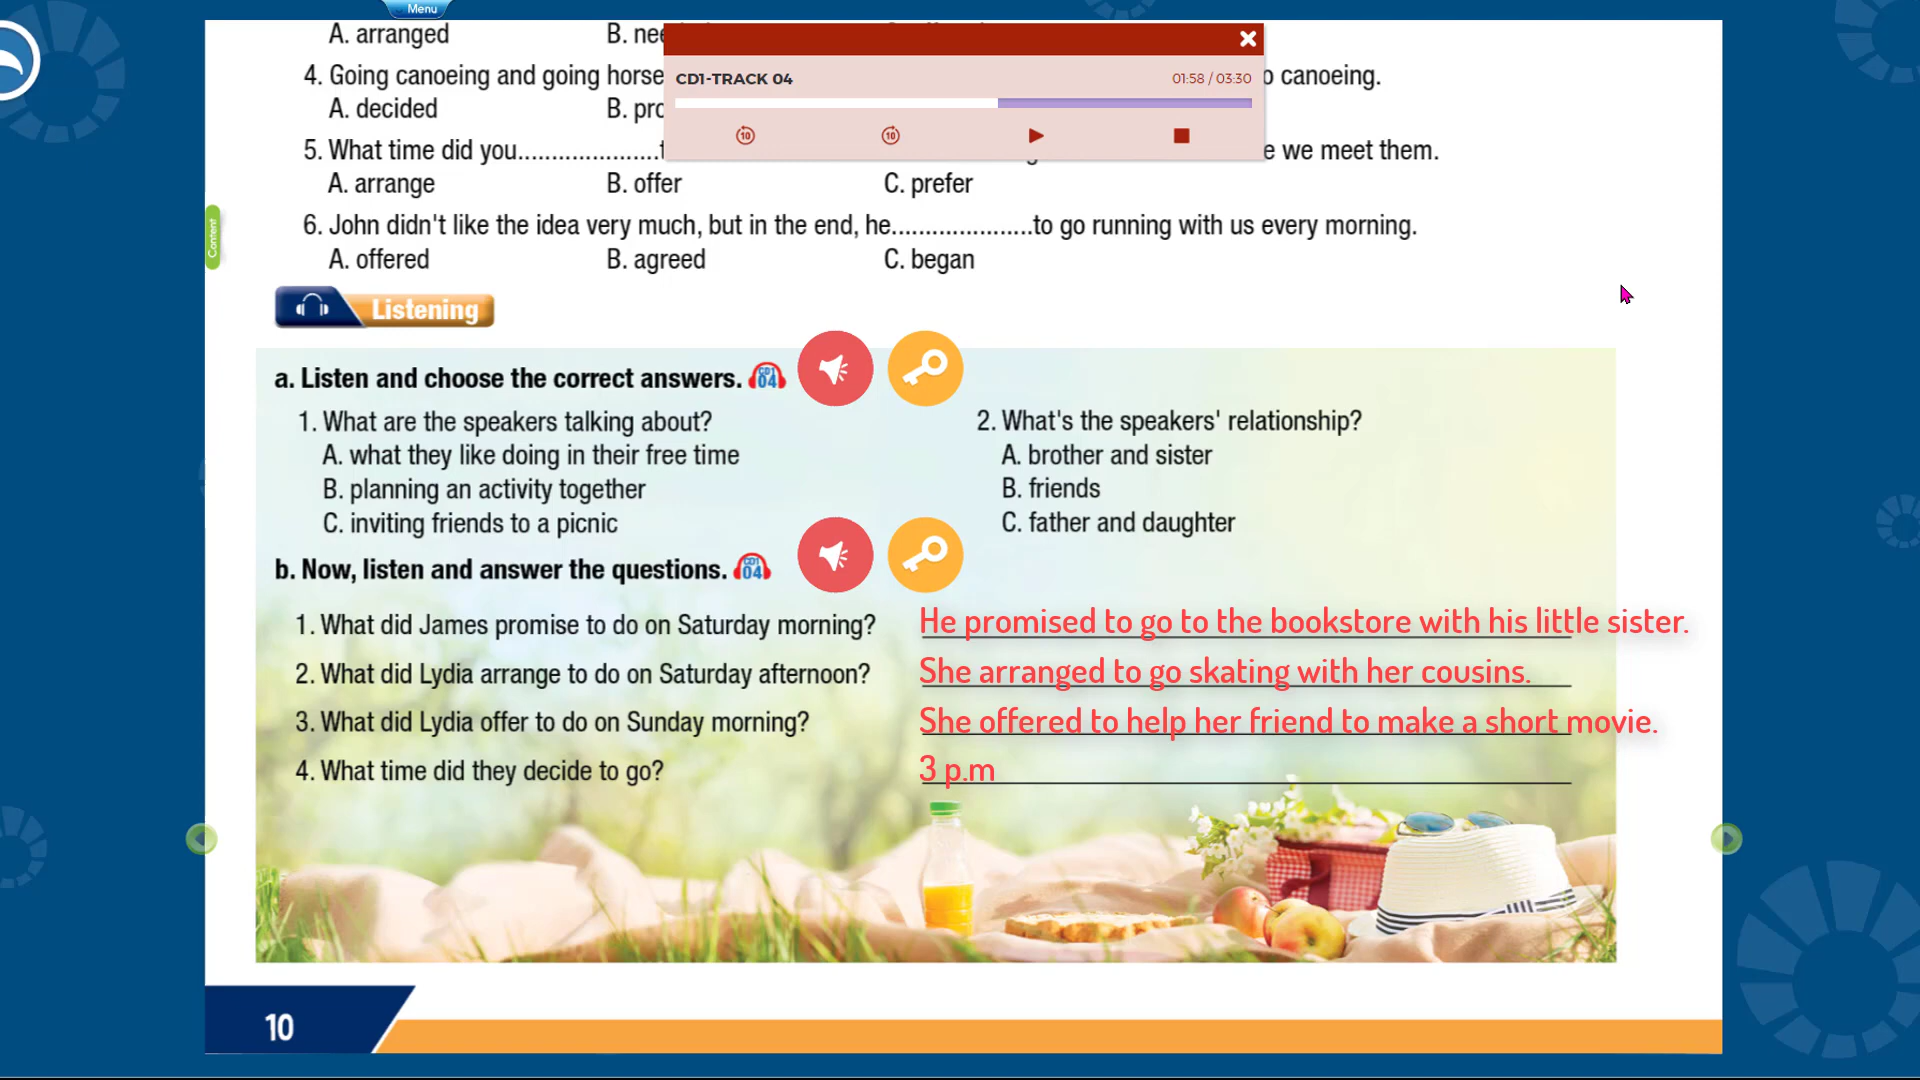 Menu
A. arranged
B. nee
CD1-TRACK 04
01:58 / 03:30
4. Going canoeing and going horse
o canoeing.
A. decided
B. pro
10
10
5. What time did you
e we meet them.
A. arrange
B. offer
C. prefer
6. John didn't like the idea very much, but in the end, he....................to go running with us every morning.
A. offered
B. agreed
C. began
Content
Listening
a. Listen and choose the correct answers.
CD1
04
1. What are the speakers talking about?
A. what they like doing in their free time
B. planning an activity together
C. inviting friends to a picnic
2. What's the speakers' relationship?
A. brother and sister
B. friends
C. father and daughter
b. Now, listen and answer the questions.
CD1
04
1. What did James promise to do on Saturday morning?
He promised to go to the bookstore with his little sister.
2. What did Lydia arrange to do on Saturday afternoon?
She arranged to go skating with her cousins.
3. What did Lydia offer to do on Sunday morning?
She offered to help her friend to make a short movie.
4. What time did they decide to go?
3 p.m
10